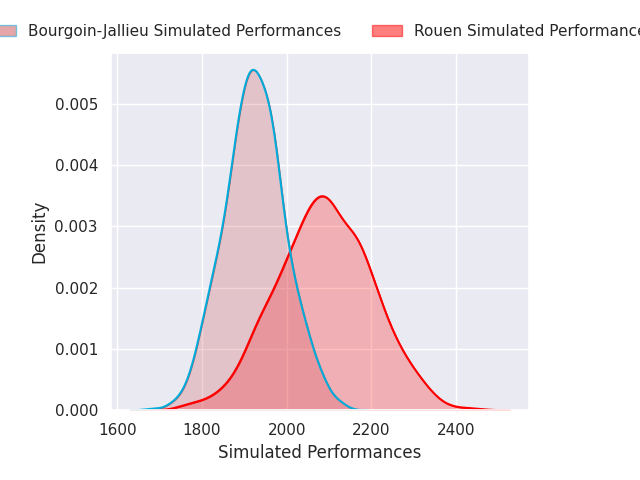 Bourgoin-Jallieu Simulated Performances
Rouen Simulated Performance
0.005
0.004
0.003
0.002
0.001
0.000
Density
1600 1800 2000 2200 2400
Simulated Performances